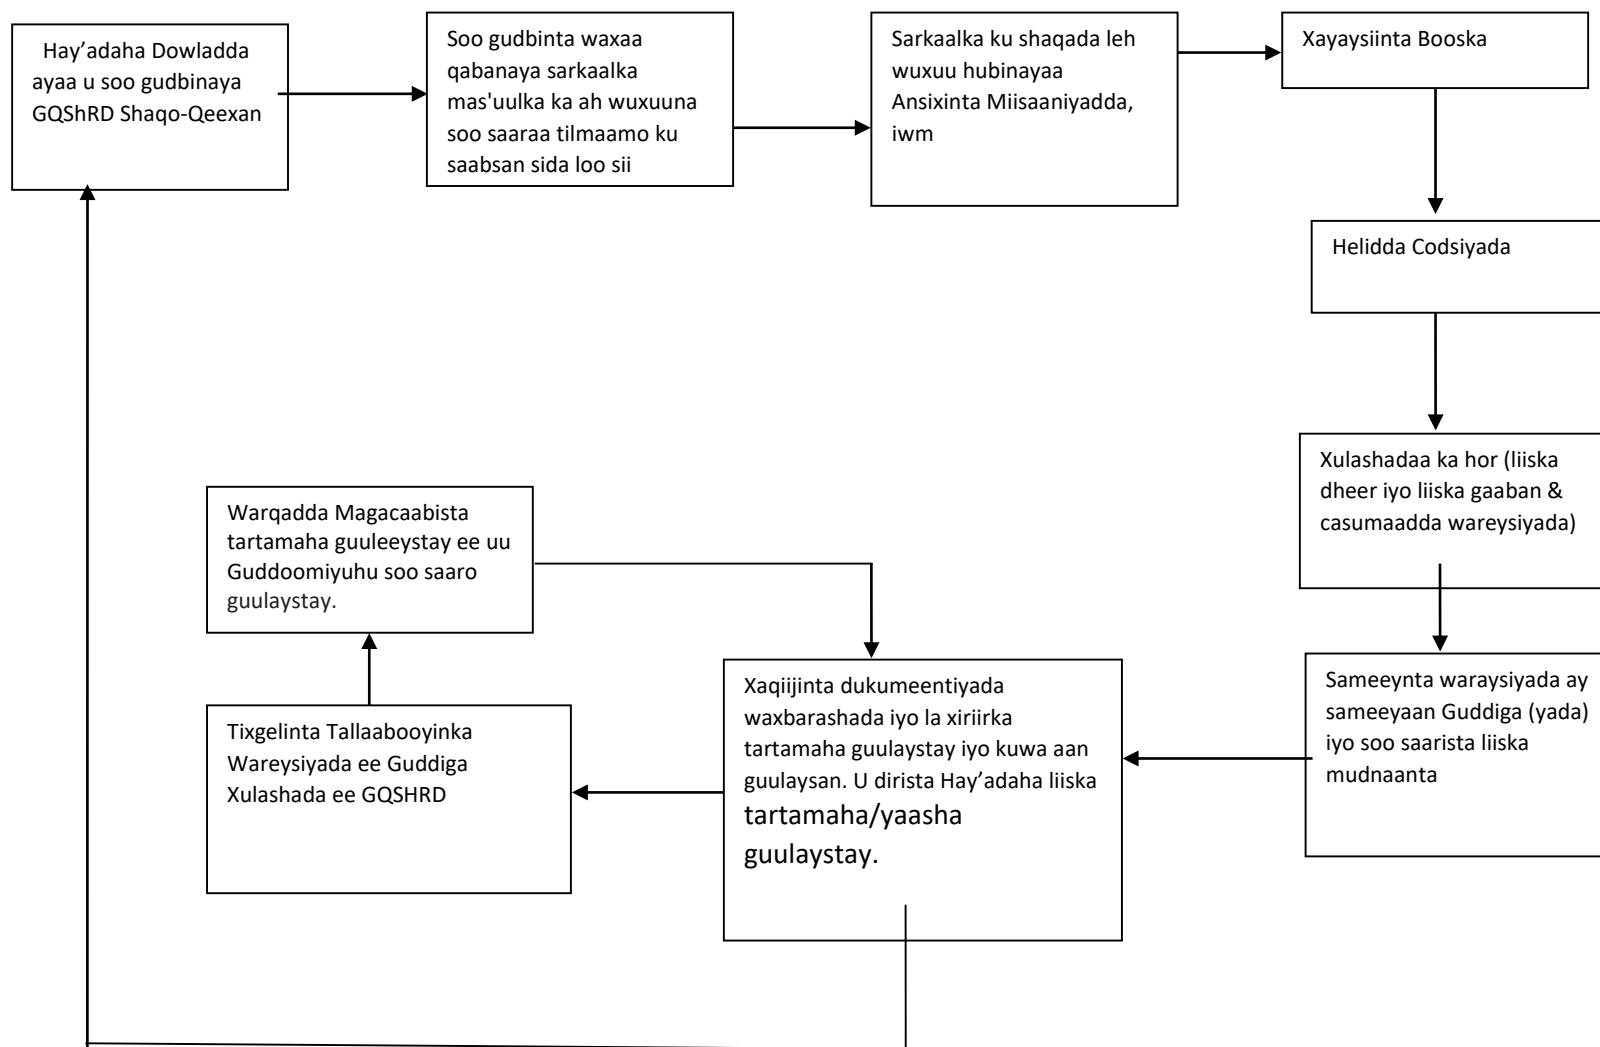 Hay’adaha Dowladda
ayaa u soo gudbinaya
GQShRD Shaqo-Qeexan
Soo gudbinta waxaa
qabanaya sarkaalka
mas'uulka ka ah wuxuuna
soo saaraa tilmaamo ku
saabsan sida loo sii
Sarkaalka ku shaqada leh
wuxuu hubinayaa
Ansixinta Miisaaniyadda,
iwm
Xayaysiinta Booska
Helidda Codsiyada
Xulashadaa ka hor (liiska
dheer iyo liiska gaaban &
casumaadda wareysiyada)
Sameeynta waraysiyada ay
sameeyaan Guddiga (yada)
iyo soo saarista liiska
mudnaanta
Xaqiijinta dukumeentiyada
waxbarashada iyo la xiriirka
tartamaha guulaystay iyo kuwa aan
guulaysan. U dirista Hay’adaha liiska
tartamaha/yaasha
guulaystay.
Tixgelinta Tallaabooyinka
Wareysiyada ee Guddiga
Xulashada ee GQSHRD
Warqadda Magacaabista
tartamaha guuleeystay ee uu
Guddoomiyuhu soo saaro
guulaystay.